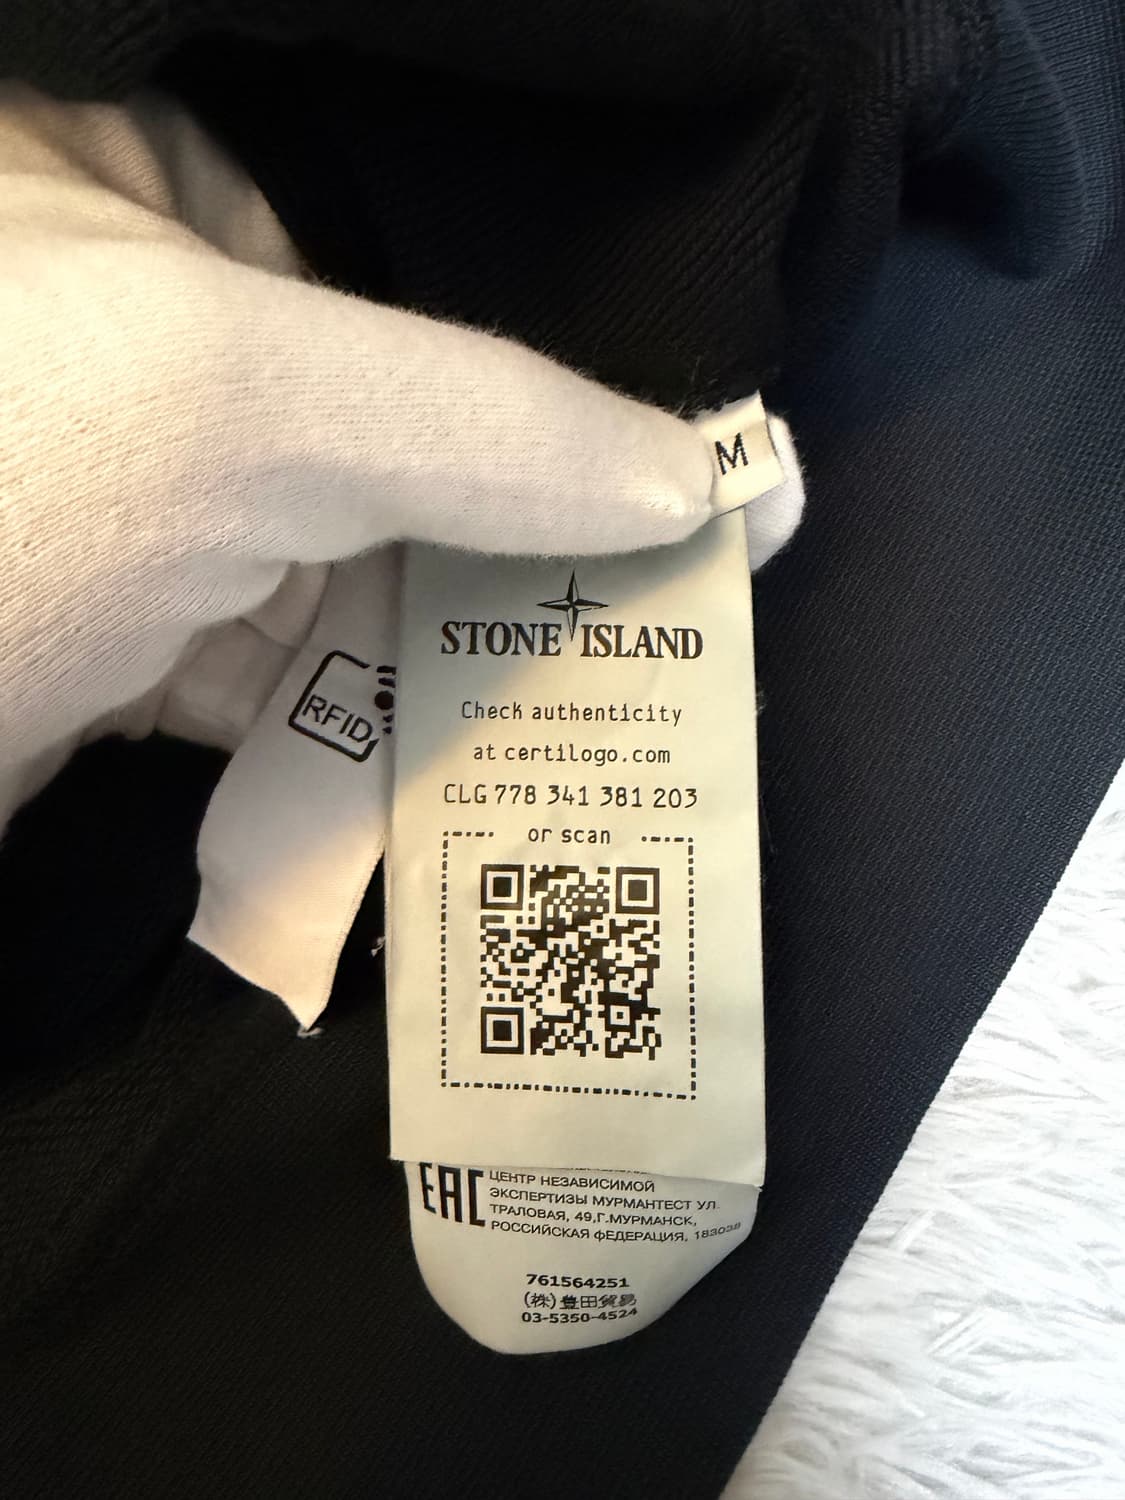 M
STONE ISLAND
RFID
Check authenticity
at certilogo.com
CLG 778 341 381 203
or scan
EAC
ЦЕНТР НЕЗАВИСИМОЙ
ЭКСПЕРТИЗЫ МУРМАНТЕСТ УЛ.
ТРАЛОВАЯ, 49,Г.МУРМАНСК,
РОССИЙСКАЯ ФЕДЕРАЦИЯ, 183038
761564251
(株)豊田貿易
03-5350-4524